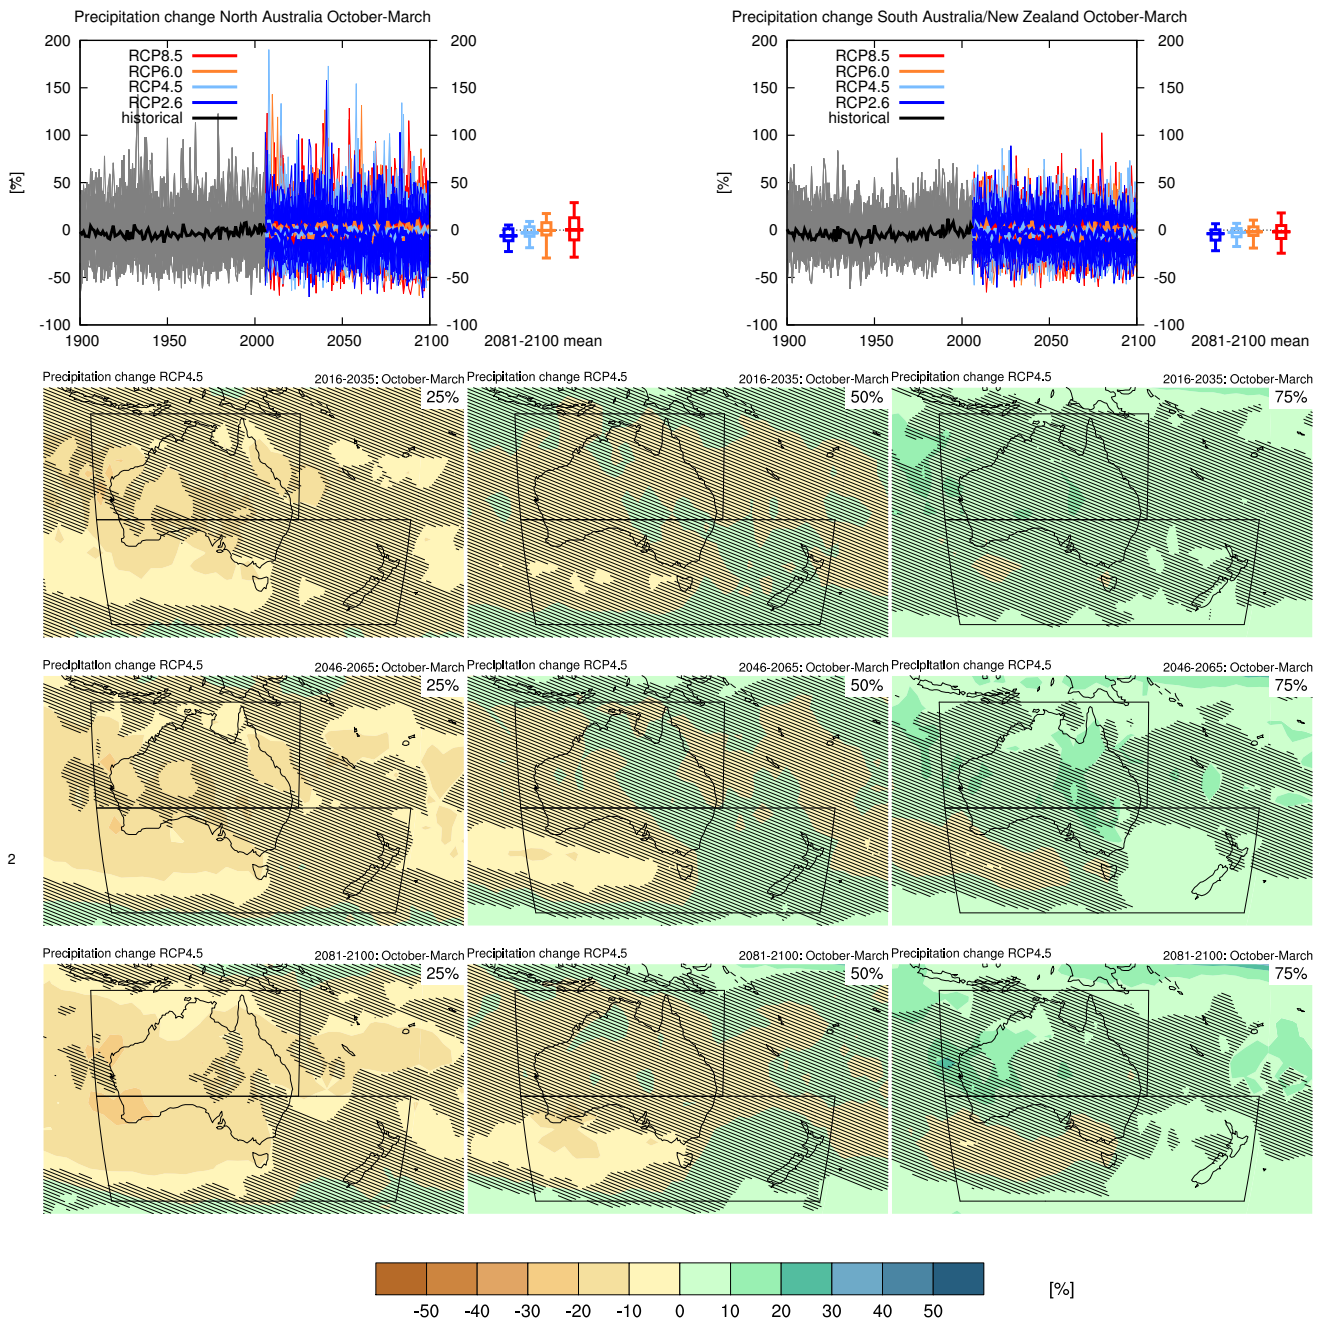 Precipitation change North Australia October-March
Precipitation change South Australia/New Zealand October-March
200
150
100
50
0
-50
-100
[%]
RCP8.5
RCP6.0
RCP4.5
RCP2.6
historical
200
150
100
50
0
-50
-100
1900
1950
2000
2050
2100
2081-2100 mean
200
150
100
50
0
-50
-100
[%]
RCP8.5
RCP6.0
RCP4.5
RCP2.6
historical
200
150
100
50
0
-50
-100
1900
1950
2000
2050
2100
2081-2100 mean
Precipitation change RCP4.5 2016-2035: October-March
25%
Precipitation change RCP4.5 2016-2035: October-March
50%
Precipitation change RCP4.5 2016-2035: October-March
75%
Precipitation change RCP4.5 2046-2065: October-March
25%
Precipitation change RCP4.5 2046-2065: October-March
50%
Precipitation change RCP4.5 2046-2065: October-March
75%
2
Precipitation change RCP4.5 2081-2100: October-March
25%
Precipitation change RCP4.5 2081-2100: October-March
50%
Precipitation change RCP4.5 2081-2100: October-March
75%
-50 -40 -30 -20 -10 0 10 20 30 40 50
[%]